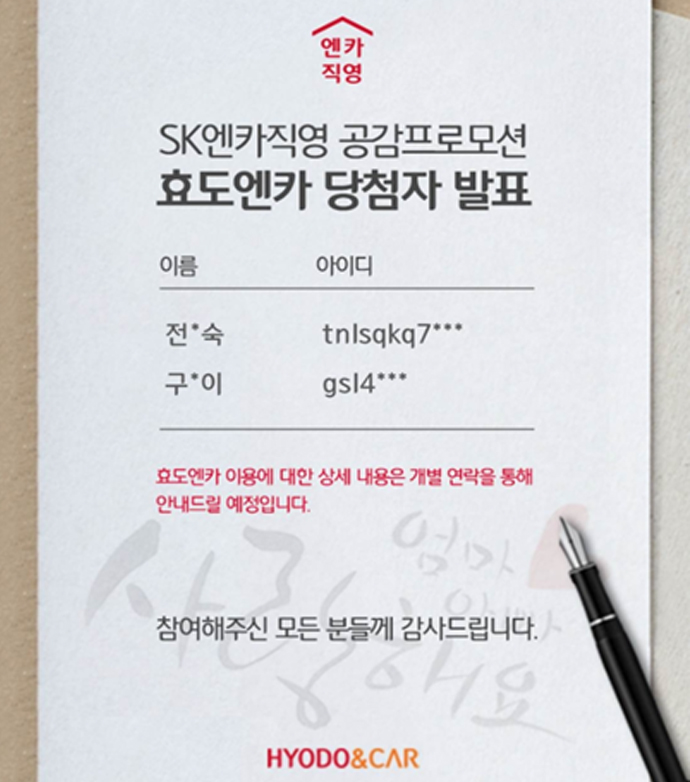 엔카
직영
SK엔카직영 공감프로모션
효도엔카 당첨자 발표
이름 아이디
전*숙 tnlsqkq7***
구*이 gsl4***
효도엔카 이용에 대한 상세 내용은 개별 연락을 통해
안내드릴 예정입니다.
엄마
아빠
사랑해요
참여해주신 모든 분들께 감사드립니다.
HYODO&CAR